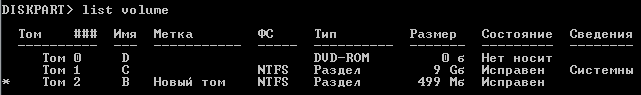 DISKPART> list volume
Том ### Имя Метка ФС Тип Размер Состояние Сведения
---------- --- ----------- ----- ---------- ------- --------- --------
Том 0 D DVD-ROM 0 б Нет носит
Том 1 C NTFS Раздел 9 Gб Исправен Системны
* Том 2 B Новый том NTFS Раздел 499 Mб Исправен